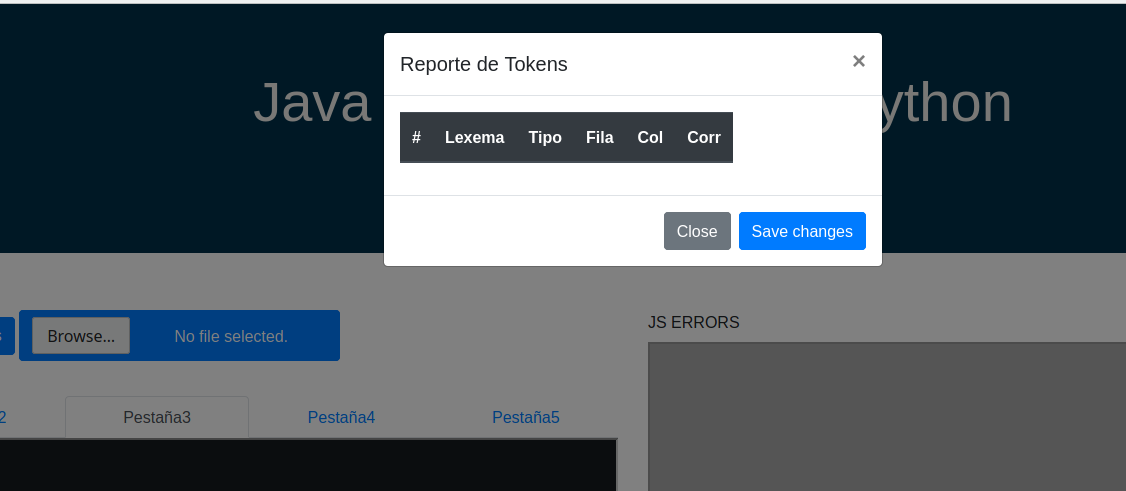 Reporte de Tokens ×
Java ython
# Lexema Tipo Fila Col Corr
Close Save changes
Browse... No file selected.
JS ERRORS
2 Pestaña3 Pestaña4 Pestaña5